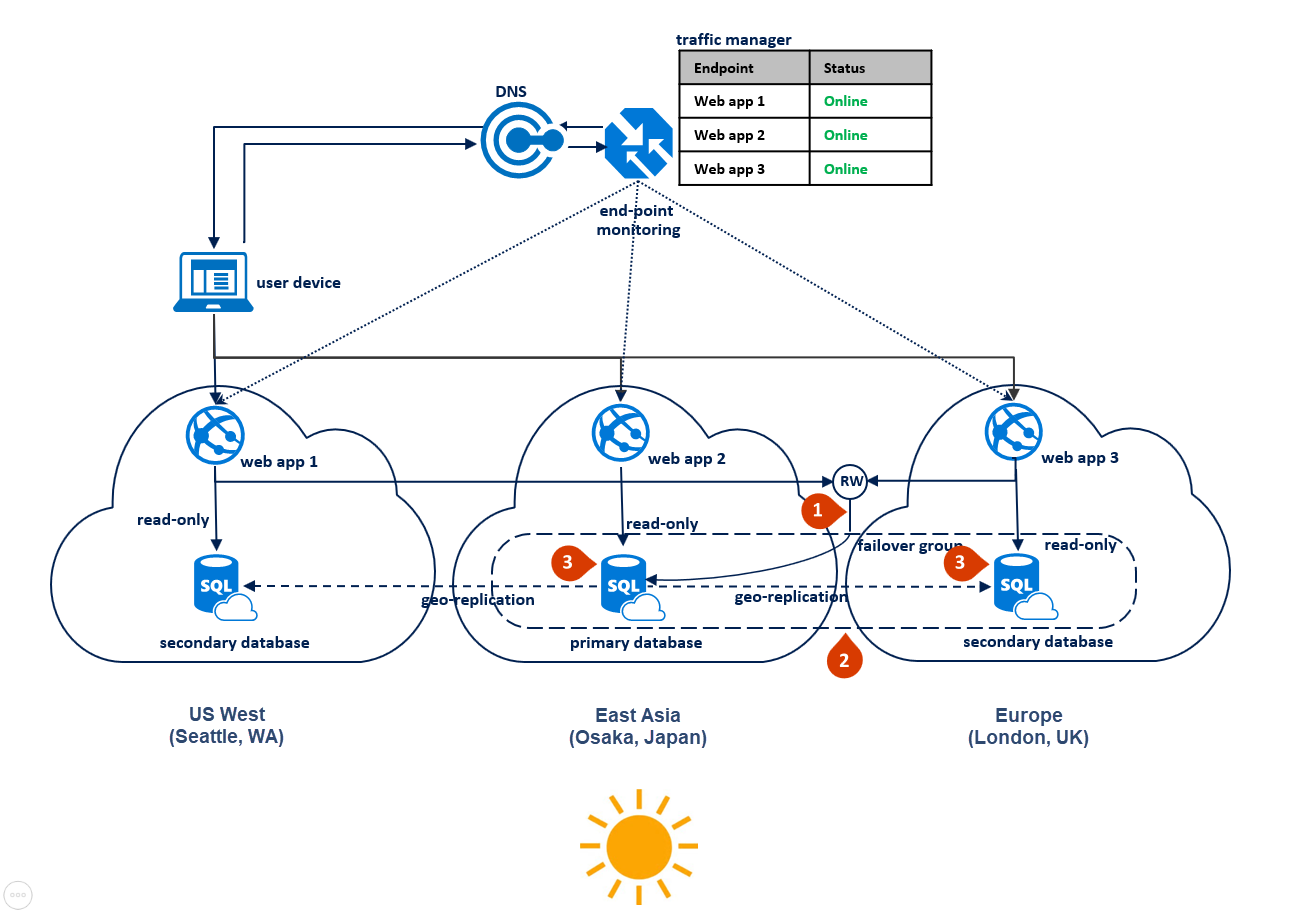 traffic manager
Endpoint Status
Web app 1 Online
Web app 2 Online
Web app 3 Online
DNS
end-point
monitoring
user device
web app 1
web app 2
web app 3
RW
1
read-only
read-only
failover group
read-only
3
3
SQL
SQL
SQL
geo-replication
geo-replication
secondary database
primary database
secondary database
2
US West
(Seattle, WA)
East Asia
(Osaka, Japan)
Europe
(London, UK)